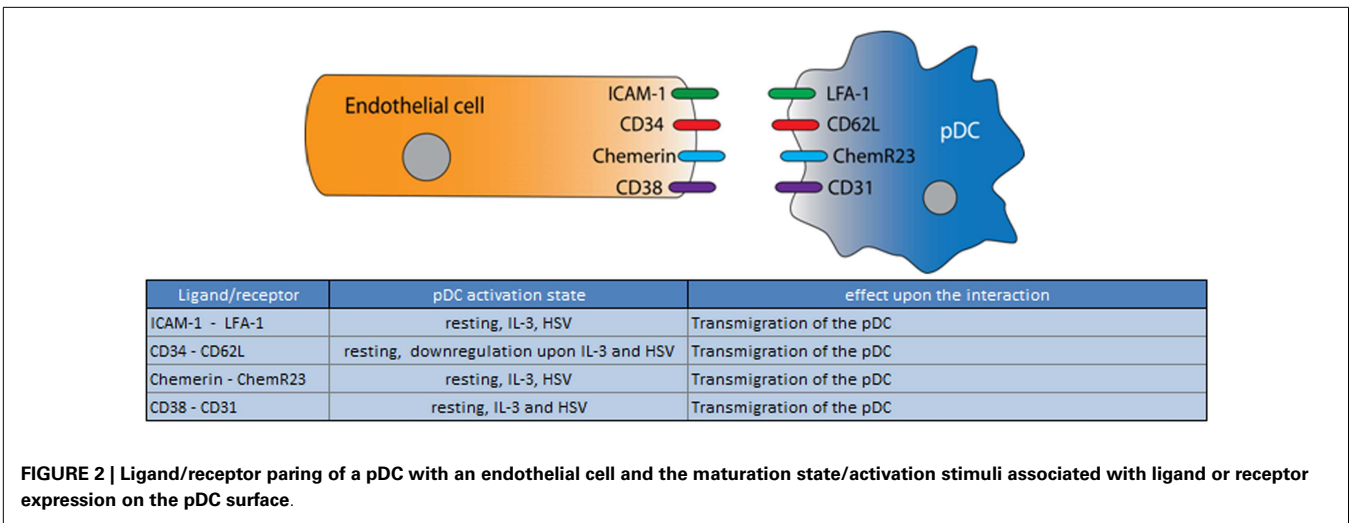 Endothelial cell
ICAM-1
CD34
Chemerin
CD38
LFA-1
CD62L
ChemR23
CD31
pDC
Ligand/receptor pDC activation state effect upon the interaction
ICAM-1 - LFA-1 resting, IL-3, HSV Transmigration of the pDC
CD34 - CD62L resting, downregulation upon IL-3 and HSV Transmigration of the pDC
Chemerin - ChemR23 resting, IL-3, HSV Transmigration of the pDC
CD38 - CD31 resting, IL-3 and HSV Transmigration of the pDC
FIGURE 2 | Ligand/receptor paring of a pDC with an endothelial cell and the maturation state/activation stimuli associated with ligand or receptor
expression on the pDC surface.